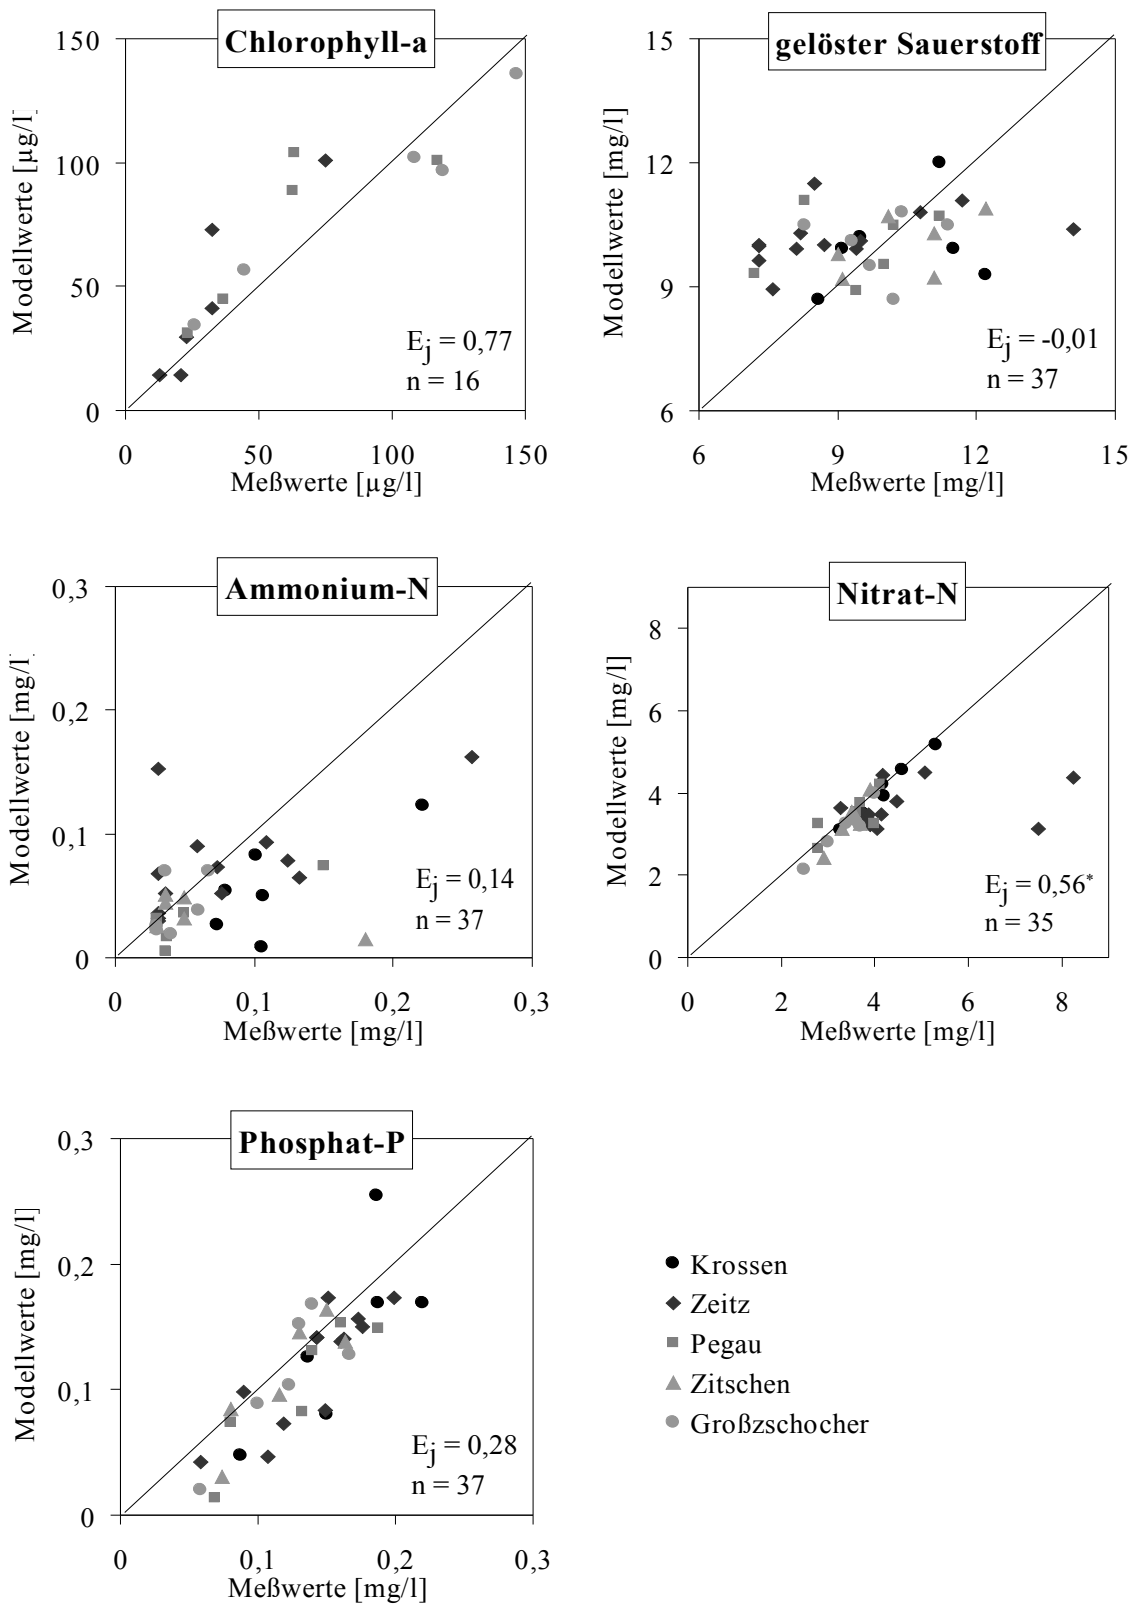 Chlorophyll-a
150
100
50
0
Modellwerte [µg/l]
E_j = 0,77
n = 16
0 50 100 150
Meßwerte [µg/l]
gelöster Sauerstoff
15
12
9
6
Modellwerte [mg/l]
E_j = -0,01
n = 37
6 9 12 15
Meßwerte [mg/l]
Ammonium-N
0,3
0,2
0,1
0
Modellwerte [mg/l]
E_j = 0,14
n = 37
0 0,1 0,2 0,3
Meßwerte [mg/l]
Nitrat-N
8
6
4
2
0
Modellwerte [mg/l]
E_j = 0,56*
n = 35
0 2 4 6 8
Meßwerte [mg/l]
Phosphat-P
0,3
0,2
0,1
0
Modellwerte [mg/l]
E_j = 0,28
n = 37
0 0,1 0,2 0,3
Meßwerte [mg/l]
Krossen
Zeitz
Pegau
Zitschen
Großzschocher